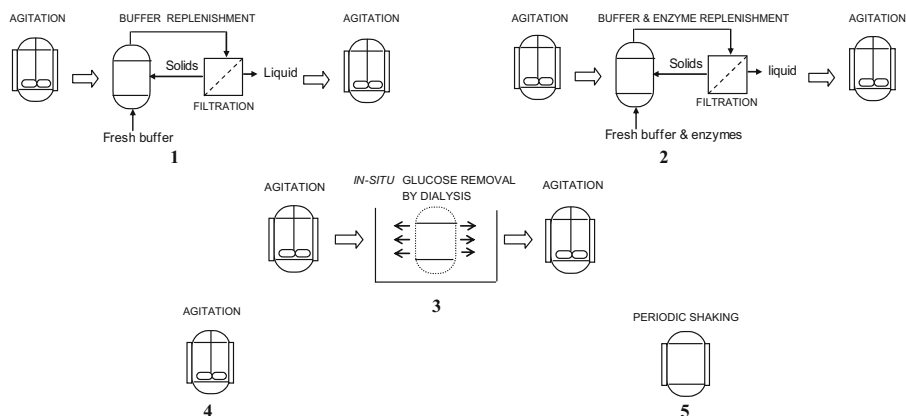 AGITATION
BUFFER REPLENISHMENT
AGITATION
Solids
Liquid
FILTRATION
Fresh buffer
1
AGITATION
BUFFER & ENZYME REPLENISHMENT
AGITATION
Solids
liquid
FILTRATION
Fresh buffer & enzymes
2
AGITATION
IN-SITU GLUCOSE REMOVAL
BY DIALYSIS
AGITATION
3
AGITATION
4
PERIODIC SHAKING
5